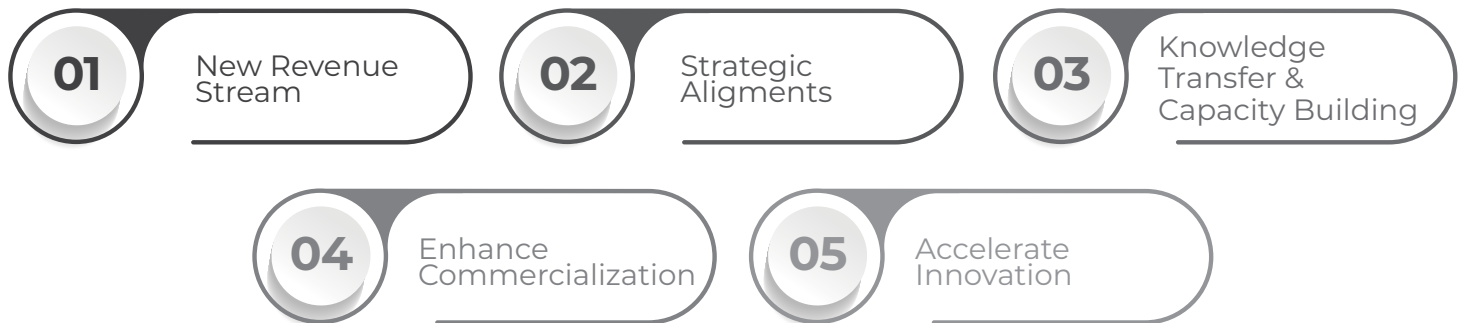 01
New Revenue
Stream
02
Strategic
Aligments
03
Knowledge
Transfer &
Capacity Building
04
Enhance
Commercialization
05
Accelerate
Innovation